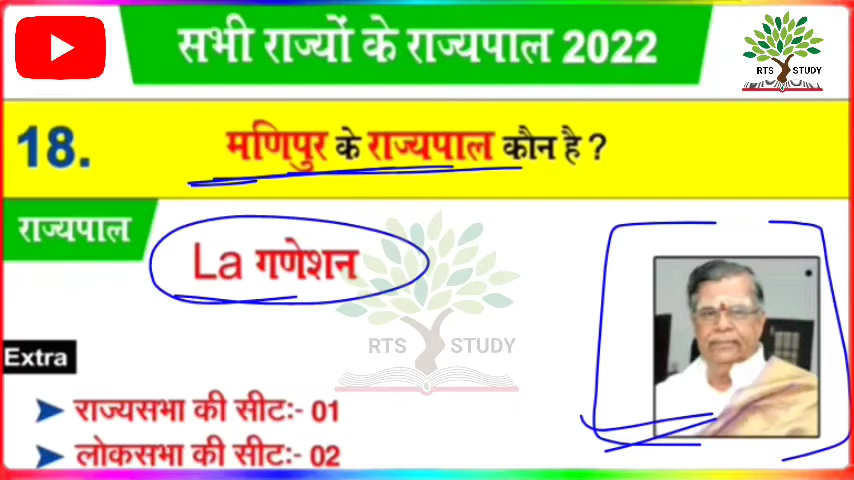 सभी राज्यों के राज्यपाल 2022
RTS STUDY
18. मणिपुर के राज्यपाल कौन है ?
राज्यपाल
La गणेशन
RTS STUDY
Extra
राज्यसभा की सीटः- 01
लोकसभा की सीटः- 02